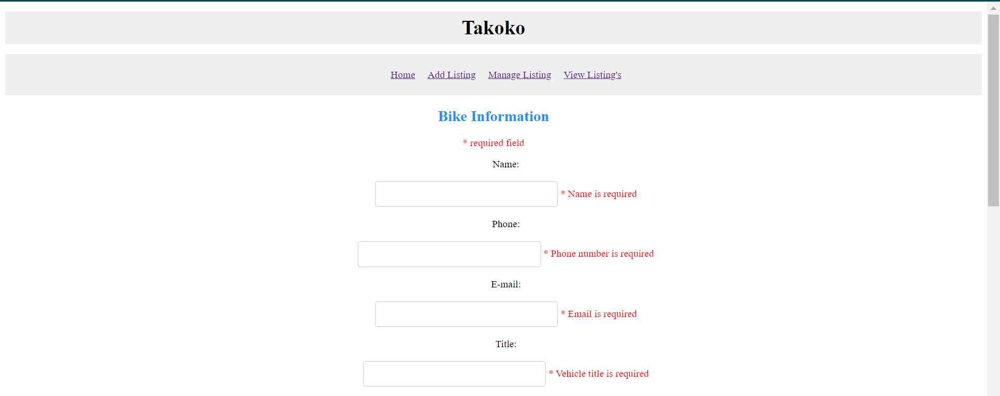 Takoko
Home Add Listing Manage Listing View Listing's
Bike Information
* required field
Name:
* Name is required
Phone:
* Phone number is required
E-mail:
* Email is required
Title:
* Vehicle title is required